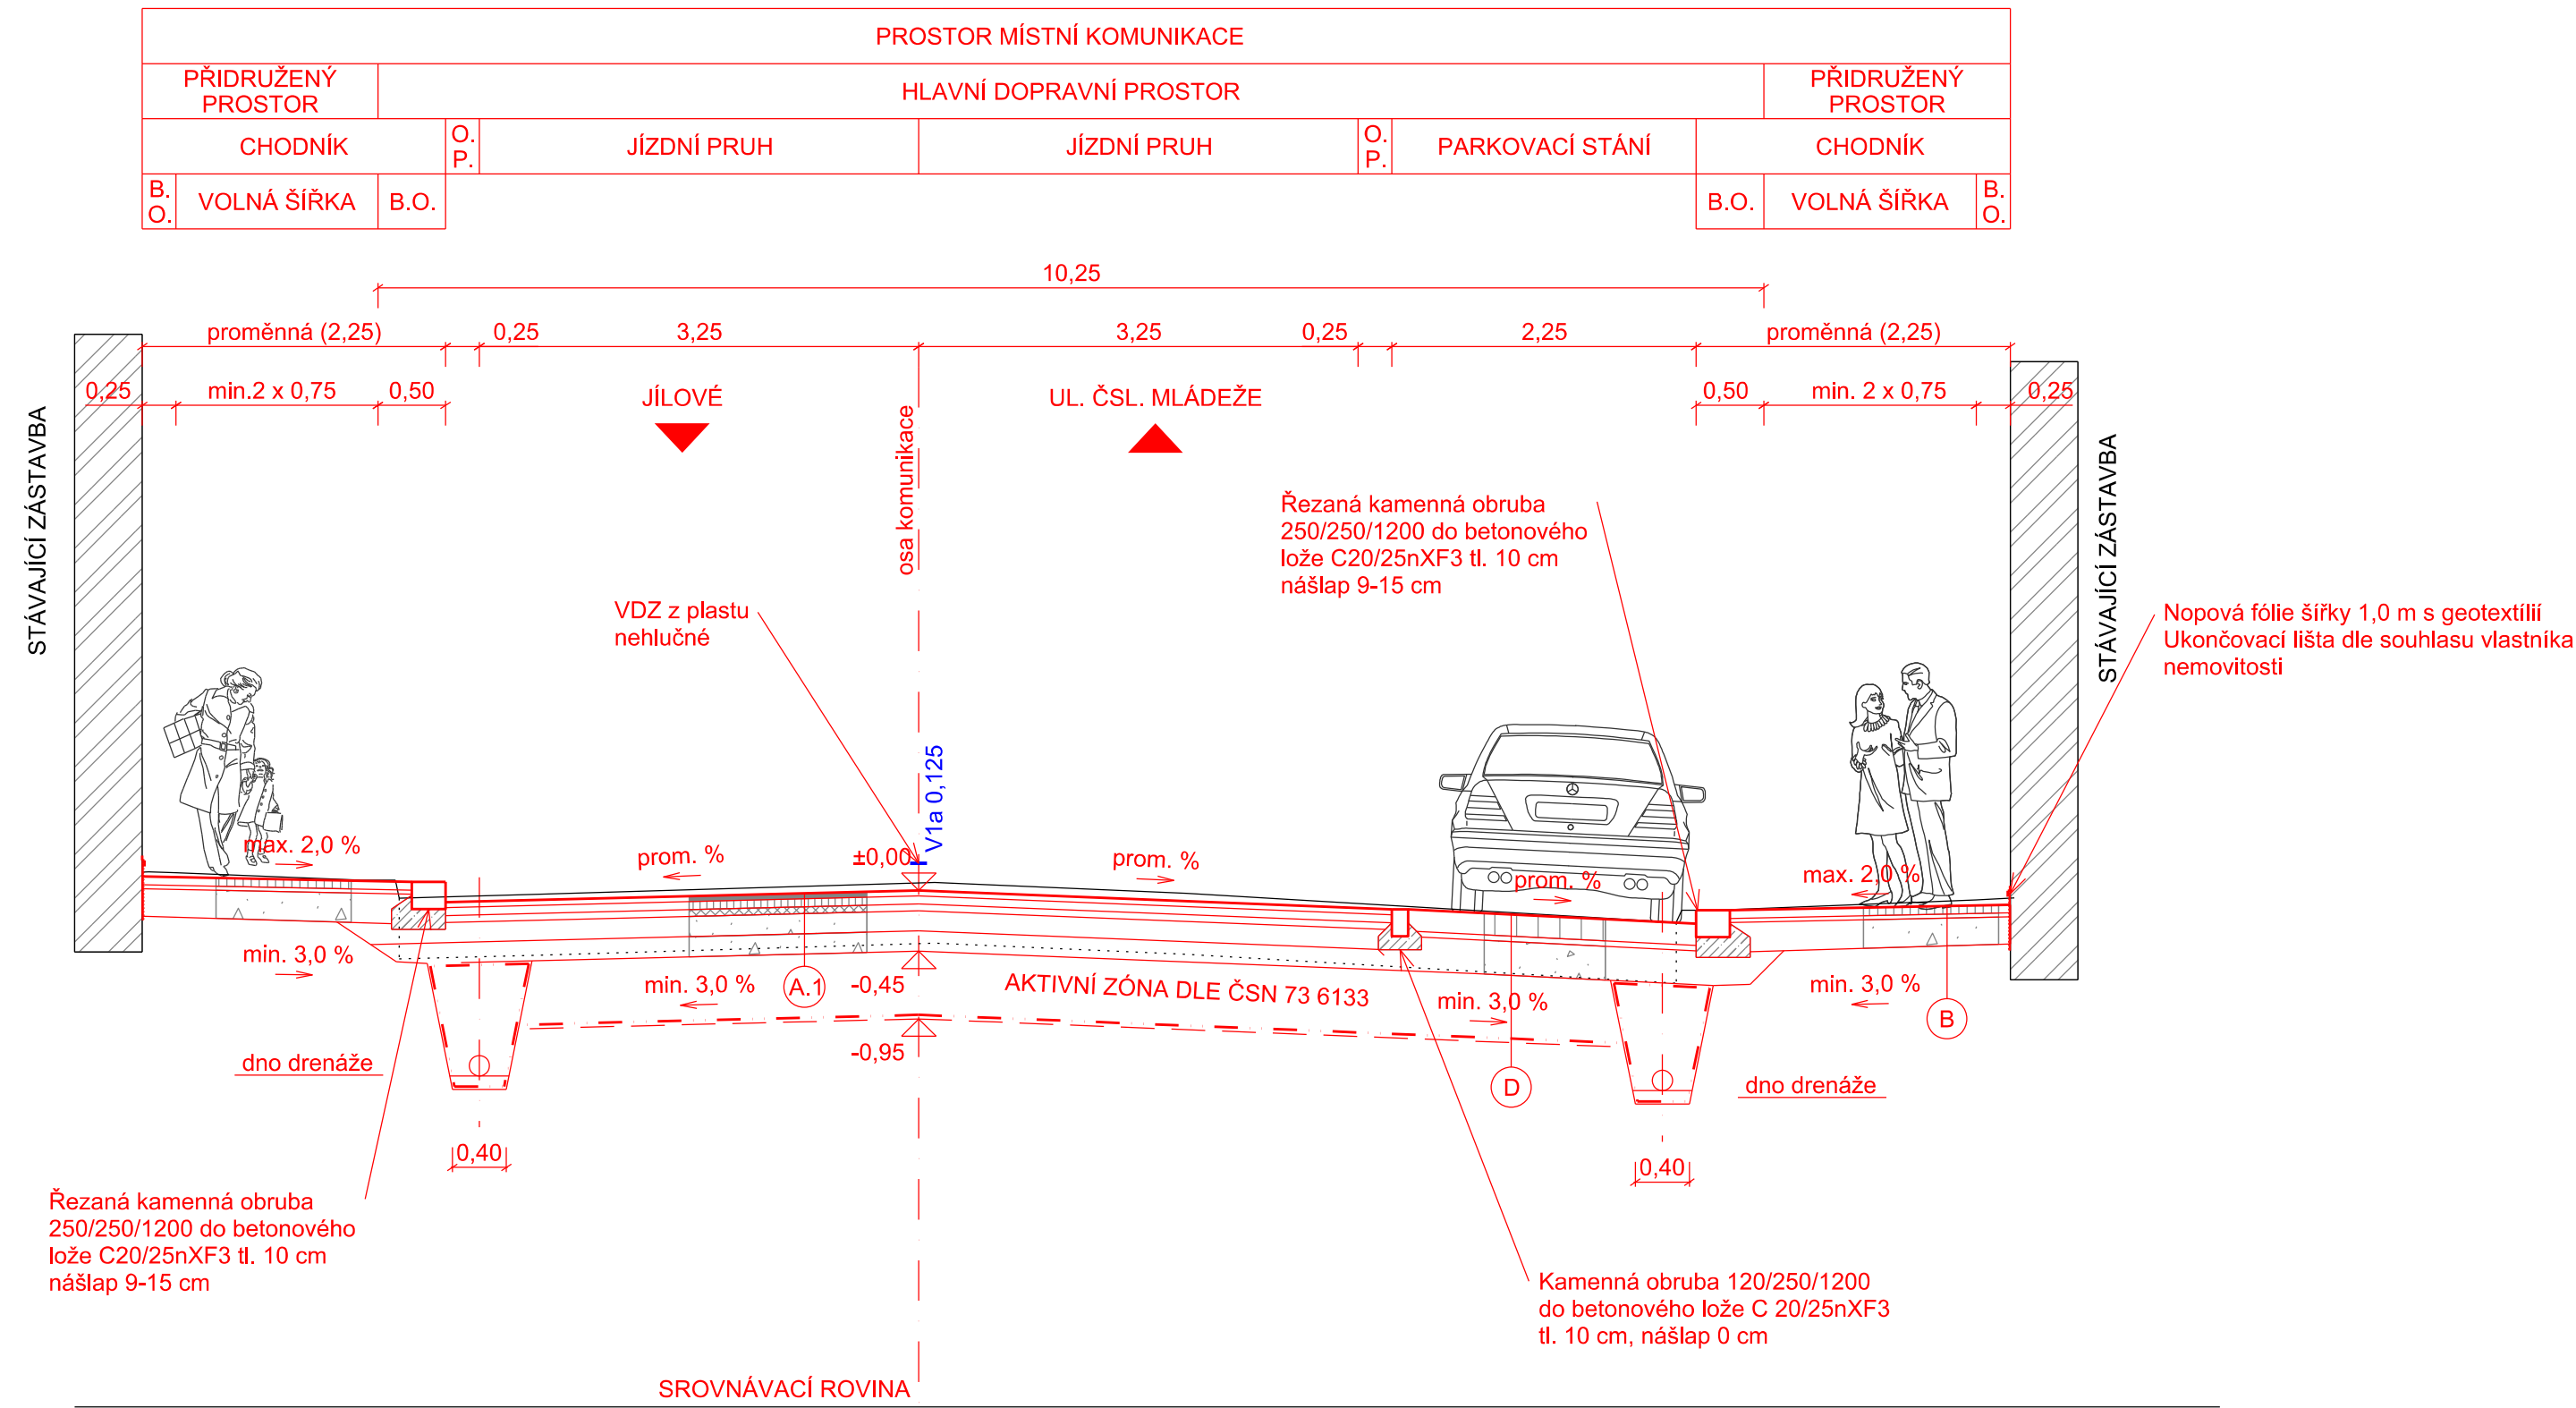 PROSTOR MÍSTNÍ KOMUNIKACE
PŘIDRUŽENÝ
PROSTOR
HLAVNÍ DOPRAVNÍ PROSTOR
PŘIDRUŽENÝ
PROSTOR
CHODNÍK
O.
P.
JÍZDNÍ PRUH
JÍZDNÍ PRUH
O.
P.
PARKOVACÍ STÁNÍ
CHODNÍK
B.
O.
VOLNÁ ŠÍŘKA
B.O.
B.O.
VOLNÁ ŠÍŘKA
B.
O.
10,25
proměnná (2,25)
0,25
3,25
3,25
0,25
2,25
proměnná (2,25)
0,25
min.2 x 0,75
0,50
JÍLOVÉ
UL. ČSL. MLÁDEŽE
0,50
min. 2 x 0,75
0,25
STÁVAJÍCÍ ZÁSTAVBA
osa komunikace
STÁVAJÍCÍ ZÁSTAVBA
Řezaná kamenná obruba
250/250/1200 do betonového
lože C20/25nXF3 tl. 10 cm
nášlap 9-15 cm
VDZ z plastu
nehlučné
Nopová fólie šířky 1,0 m s geotextílií
Ukončovací lišta dle souhlasu vlastníka
nemovitosti
V1a 0,125
max. 2,0 %
prom. %
±0,00
prom. %
prom. %
max. 2,0 %
min. 3,0 %
min. 3,0 %
A.1
-0,45
AKTIVNÍ ZÓNA DLE ČSN 73 6133
min. 3,0 %
min. 3,0 %
B
-0,95
dno drenáže
D
dno drenáže
0,40
0,40
Řezaná kamenná obruba
250/250/1200 do betonového
lože C20/25nXF3 tl. 10 cm
nášlap 9-15 cm
Kamenná obruba 120/250/1200
do betonového lože C 20/25nXF3
tl. 10 cm, nášlap 0 cm
SROVNÁVACÍ ROVINA